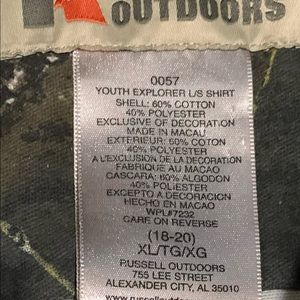 OUTDOORS
0057
YOUTH EXPLORER L/S SHIRT
SHELL: 60% COTTON
40% POLYESTER
EXCLUSIVE OF DECORATION
MADE IN MACAU
EXTERIEUR: 60% COTON
40% POLYESTER
A L'EXCLUSION DE LA DECORATION
FABRIQUE AU MACAO
CASCARA: 60% ALGODON
40% POLIESTER
EXCEPTO A DECORACION
HECHO EN MACAO
WPL#7232
CARE ON REVERSE
(18-20)
XL/TG/XG
RUSSELL OUTDOORS
755 LEE STREET
ALEXANDER CITY, AL 35010